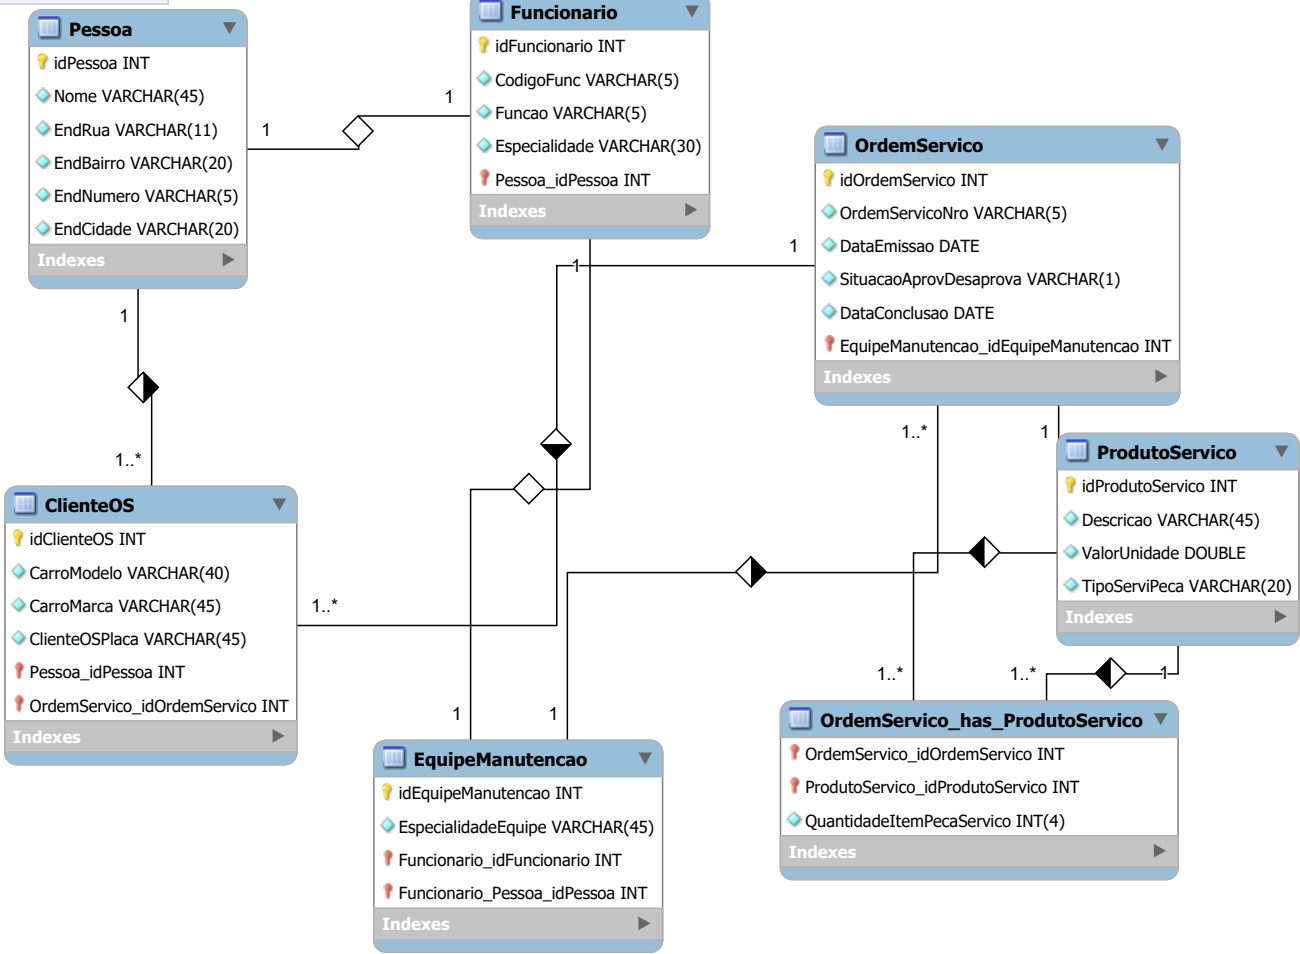 Pessoa
idPessoa INT
Nome VARCHAR(45)
EndRua VARCHAR(11)
EndBairro VARCHAR(20)
EndNumero VARCHAR(5)
EndCidade VARCHAR(20)
Indexes
1
1
Funcionario
idFuncionario INT
CodigoFunc VARCHAR(5)
Funcao VARCHAR(5)
Especialidade VARCHAR(30)
Pessoa_idPessoa INT
Indexes
1
1
OrdemServico
idOrdemServico INT
OrdemServicoNro VARCHAR(5)
DataEmissao DATE
SituacaoAprovDesaprova VARCHAR(1)
DataConclusao DATE
EquipeManutencao_idEquipeManutencao INT
Indexes
1
1..*
1
1
1..*
ClienteOS
idClienteOS INT
CarroModelo VARCHAR(40)
CarroMarca VARCHAR(45)
ClienteOSPlaca VARCHAR(45)
Pessoa_idPessoa INT
OrdemServico_idOrdemServico INT
Indexes
1..*
ProdutoServico
idProdutoServico INT
Descricao VARCHAR(45)
ValorUnidade DOUBLE
TipoServiPeca VARCHAR(20)
Indexes
1..*
1..*
1
1
EquipeManutencao
idEquipeManutencao INT
EspecialidadeEquipe VARCHAR(45)
Funcionario_idFuncionario INT
Funcionario_Pessoa_idPessoa INT
Indexes
OrdemServico_has_ProdutoServico
OrdemServico_idOrdemServico INT
ProdutoServico_idProdutoServico INT
QuantidadeItemPecaServico INT(4)
Indexes